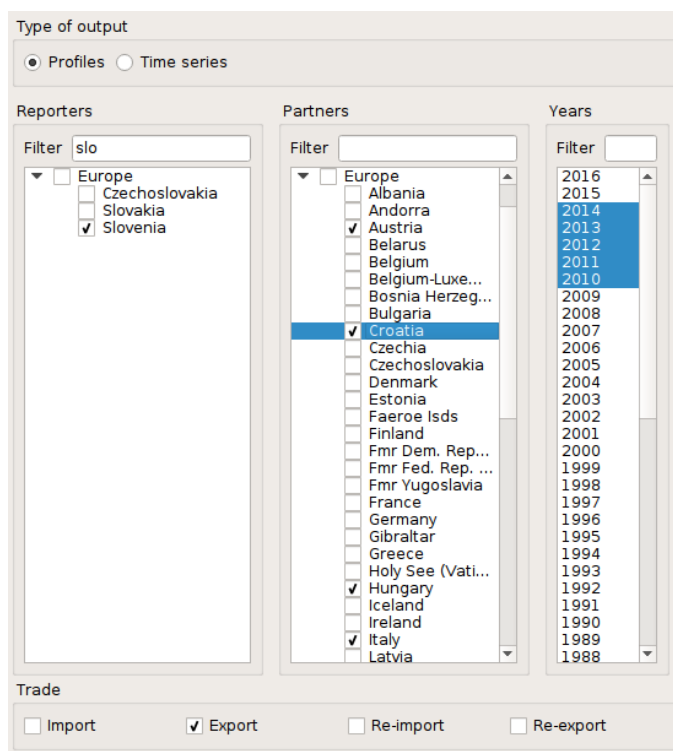 Type of output
Profiles Time series
Reporters
Filter slo
Europe
Czechoslovakia
Slovakia
Slovenia
Partners
Filter
Europe
Albania
Andorra
Austria
Belarus
Belgium
Belgium-Luxe...
Bosnia Herzeg...
Bulgaria
Croatia
Czechia
Czechoslovakia
Denmark
Estonia
Faeroe Isds
Finland
Fmr Dem. Rep...
Fmr Fed. Rep. ...
Fmr Yugoslavia
France
Germany
Gibraltar
Greece
Holy See (Vati...
Hungary
Iceland
Ireland
Italy
Latvia
Years
Filter
2016
2015
2014
2013
2012
2011
2010
2009
2008
2007
2006
2005
2004
2003
2002
2001
2000
1999
1998
1997
1996
1995
1994
1993
1992
1991
1990
1989
1988
Trade
Import Export Re-import Re-export